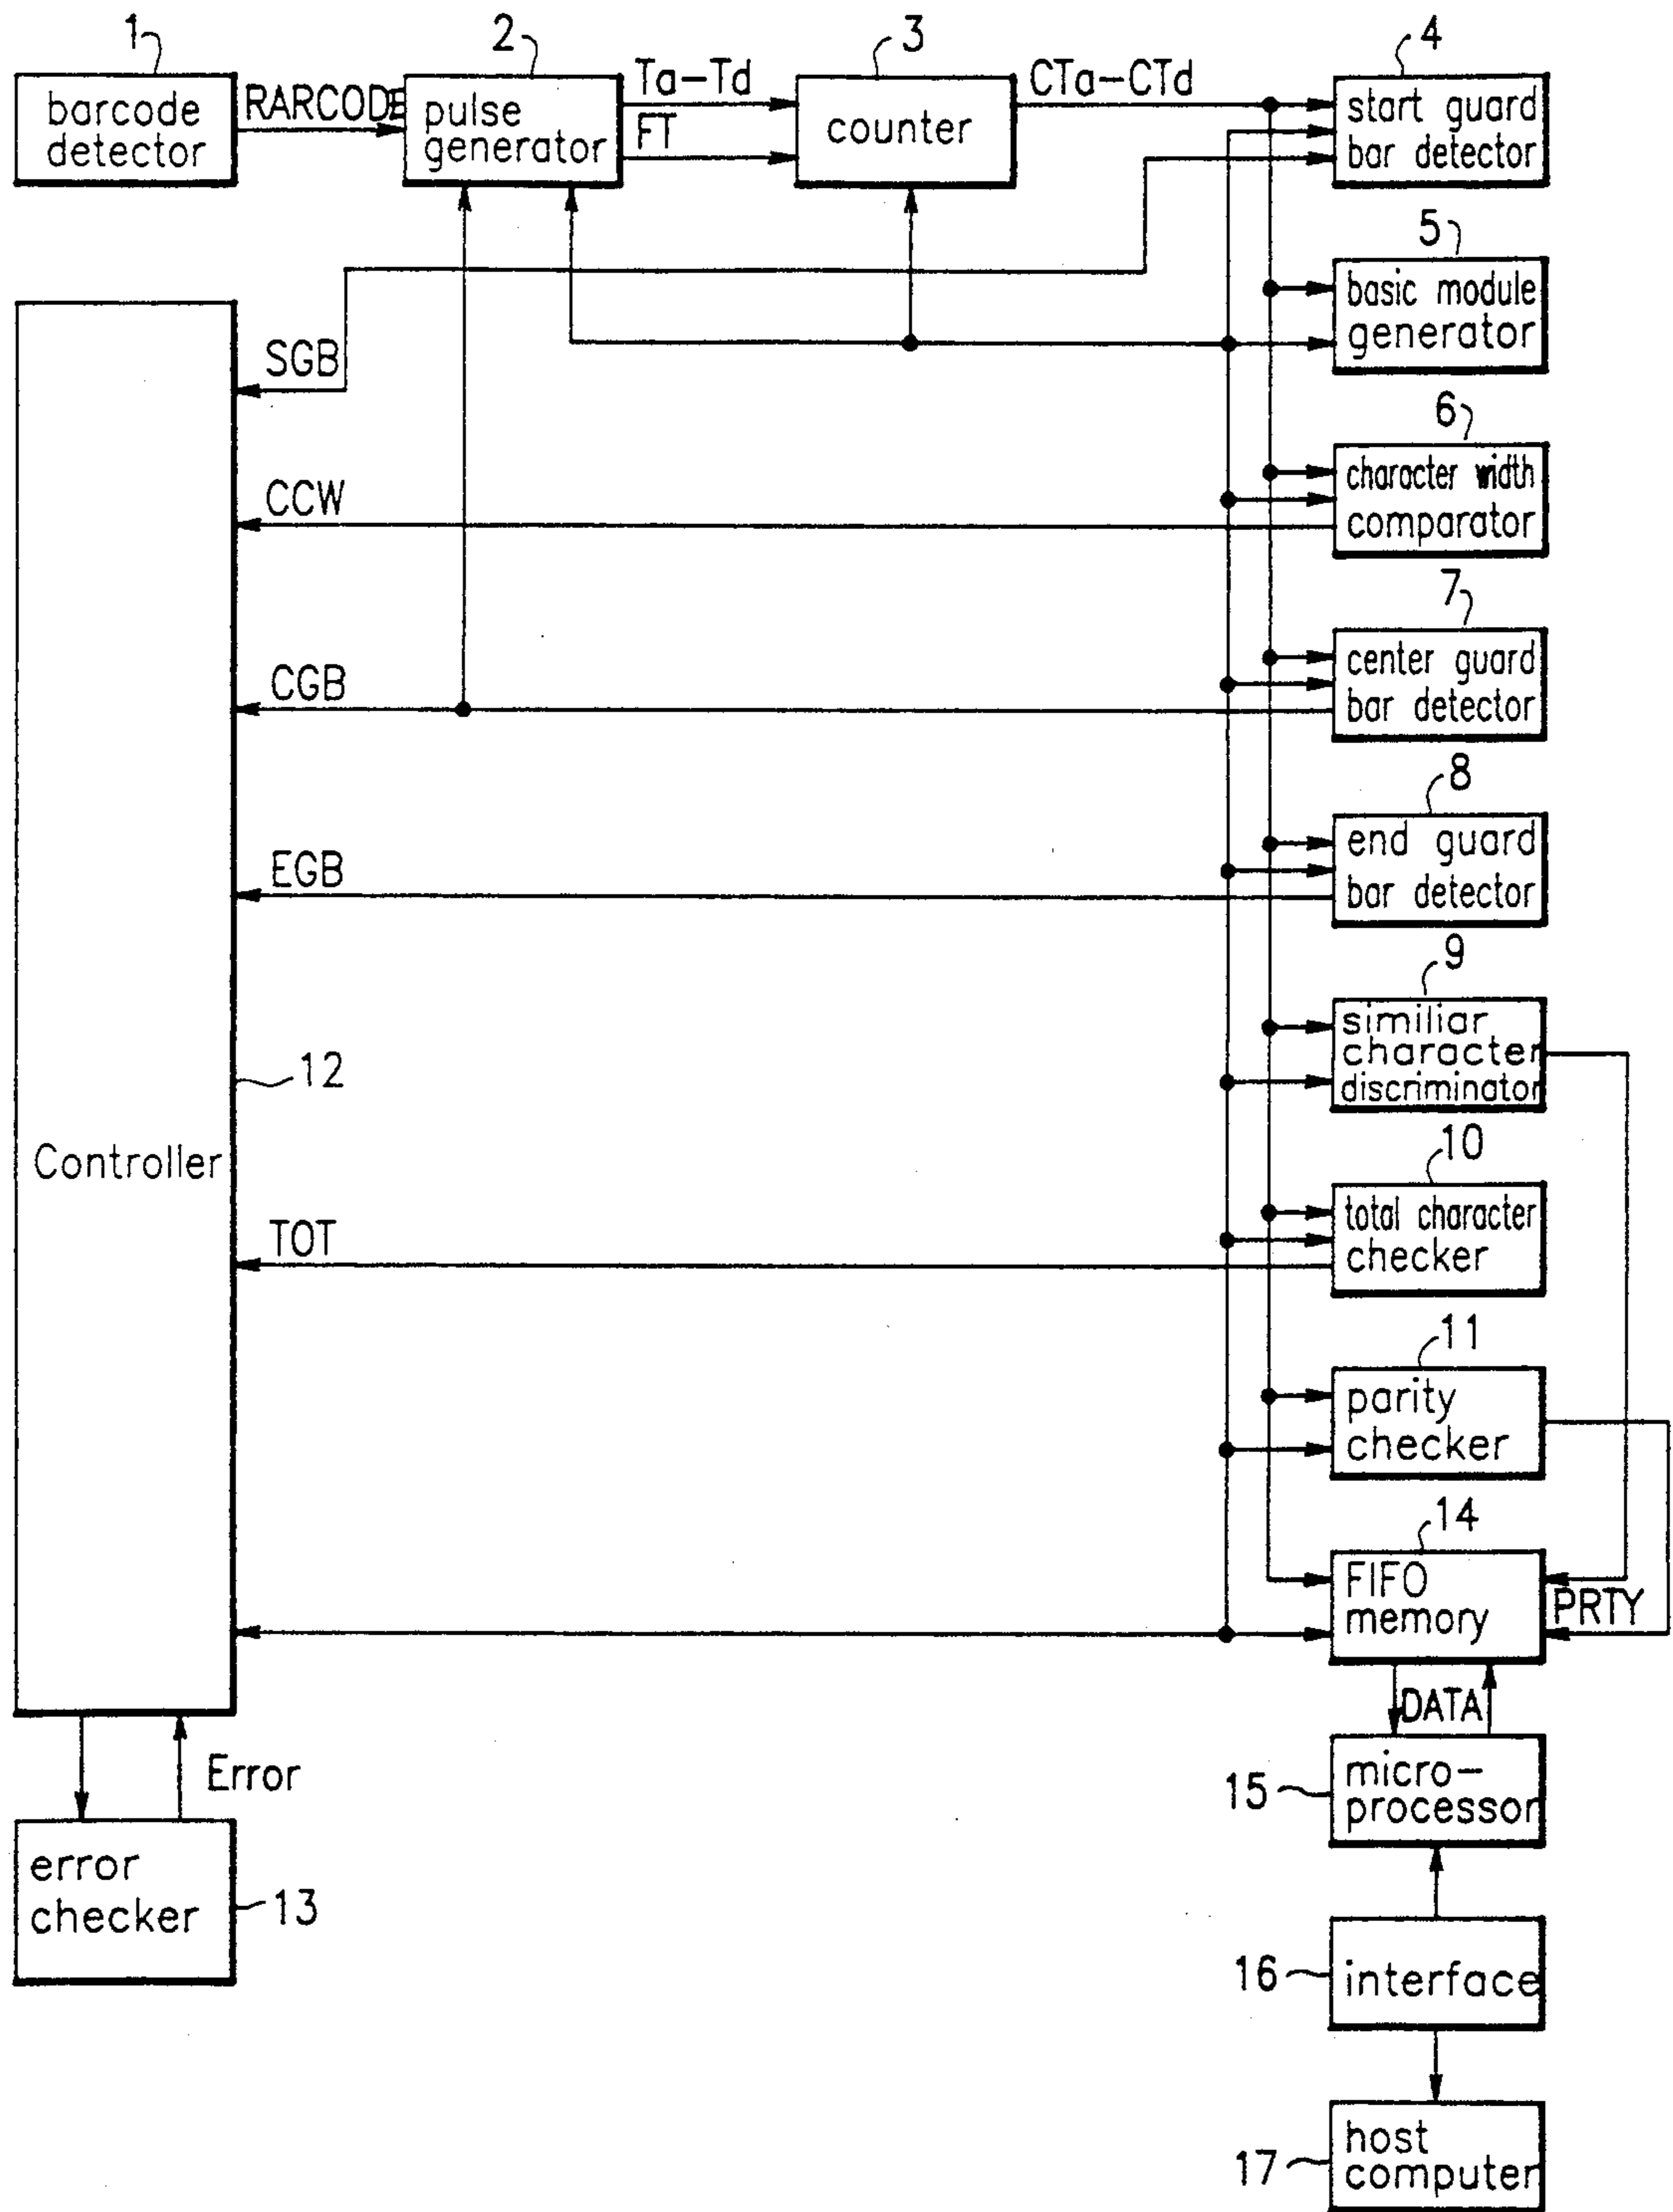 1
2
3
4
barcode
detector
RARCODE
pulse
generator
Ta-Td
FT
counter
CTa-CTd
start guard
bar detector
5
basic module
generator
SGB
6
character width
comparator
CCW
7
center guard
bar detector
CGB
8
end guard
bar detector
EGB
9
similiar
character
discriminator
12
Controller
10
total character
checker
TOT
11
parity
checker
14
FIFO
memory
PRTY
DATA
Error
15
micro-
processor
error
checker
13
16
interface
17
host
computer